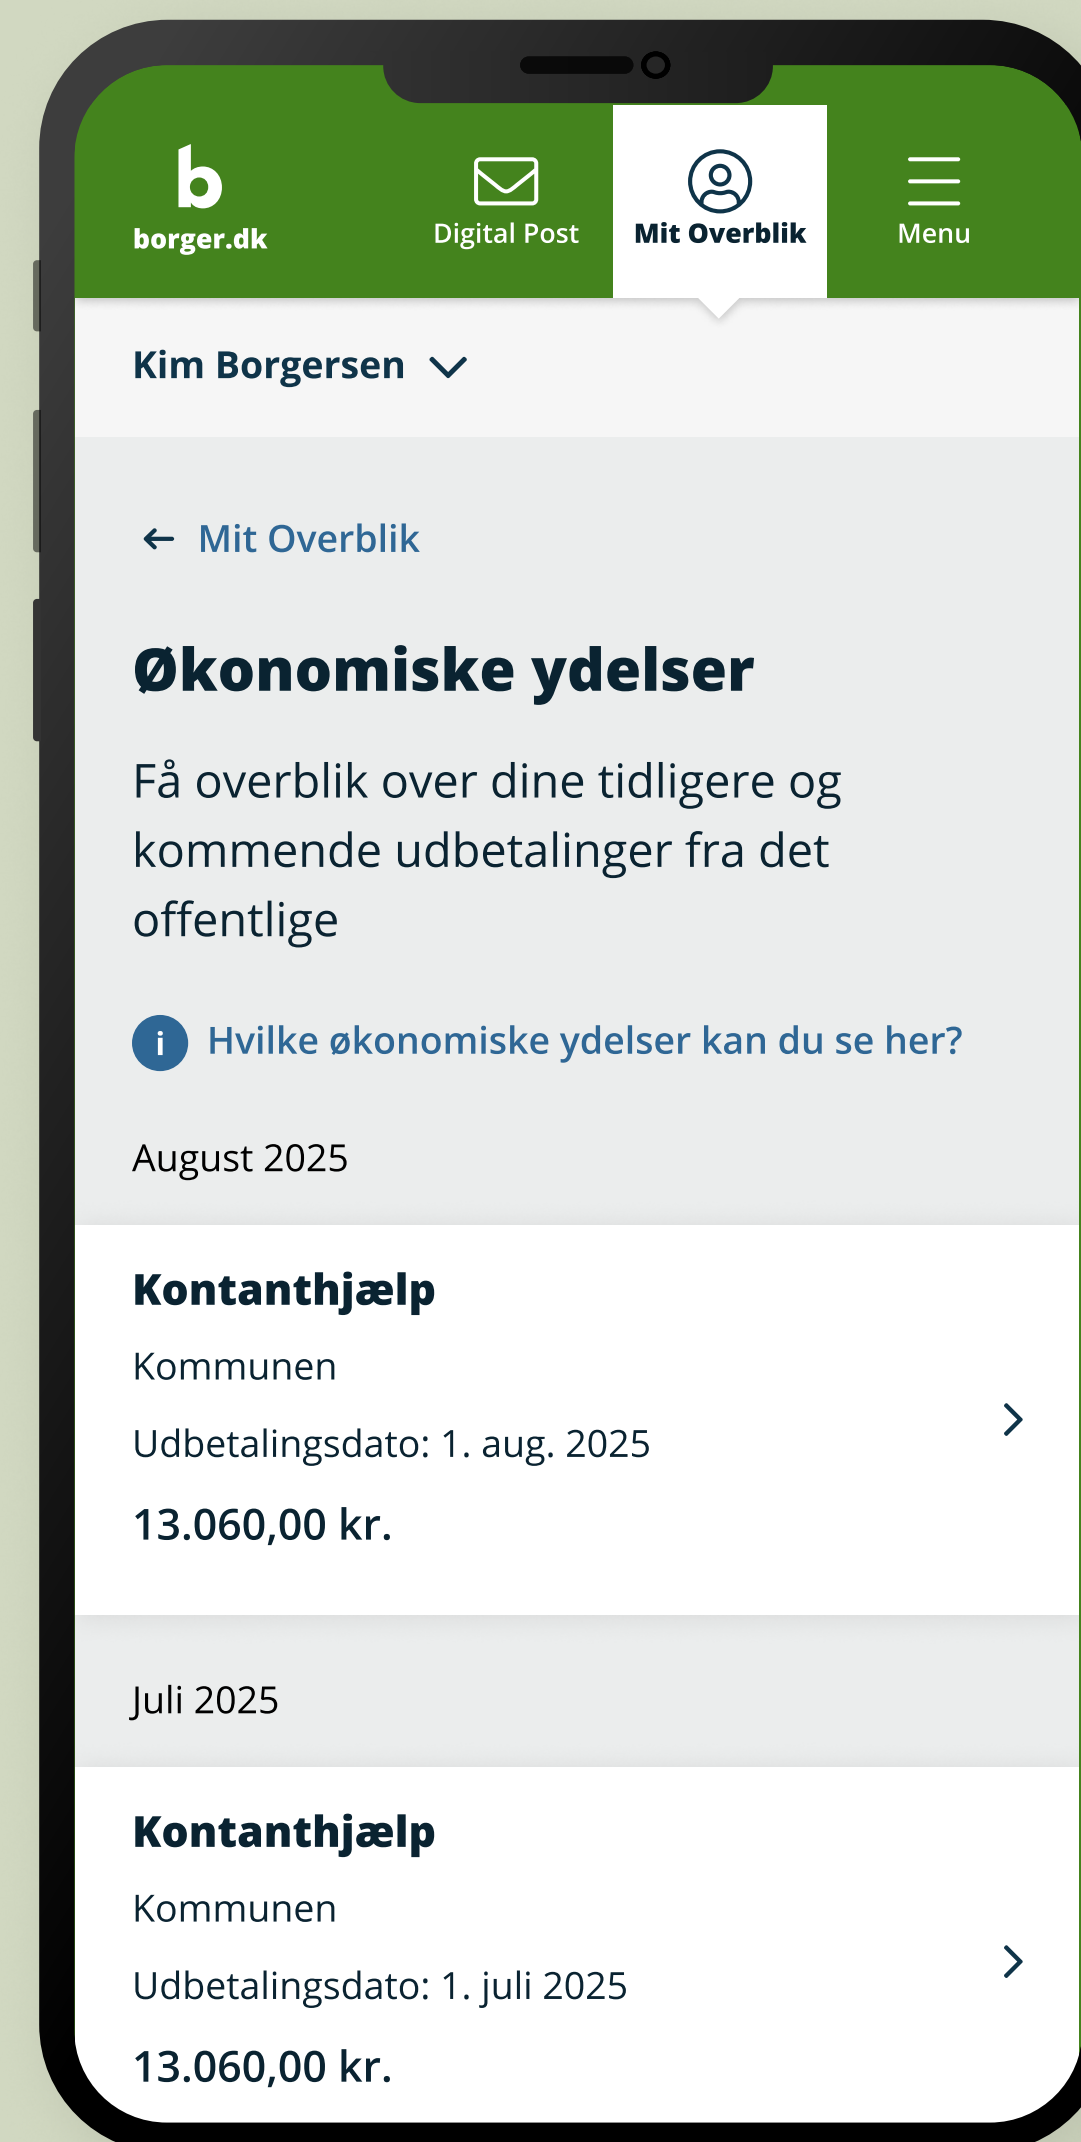 b
borger.dk
Digital Post
Mit Overblik
Menu
Kim Borgersen
Mit Overblik
Økonomiske ydelser
Få overblik over dine tidligere og
kommende udbetalinger fra det
offentlige
i Hvilke økonomiske ydelser kan du se her?
August 2025
Kontanthjælp
Kommunen
Udbetalingsdato: 1. aug. 2025
13.060,00 kr.
Juli 2025
Kontanthjælp
Kommunen
Udbetalingsdato: 1. juli 2025
13.060,00 kr.